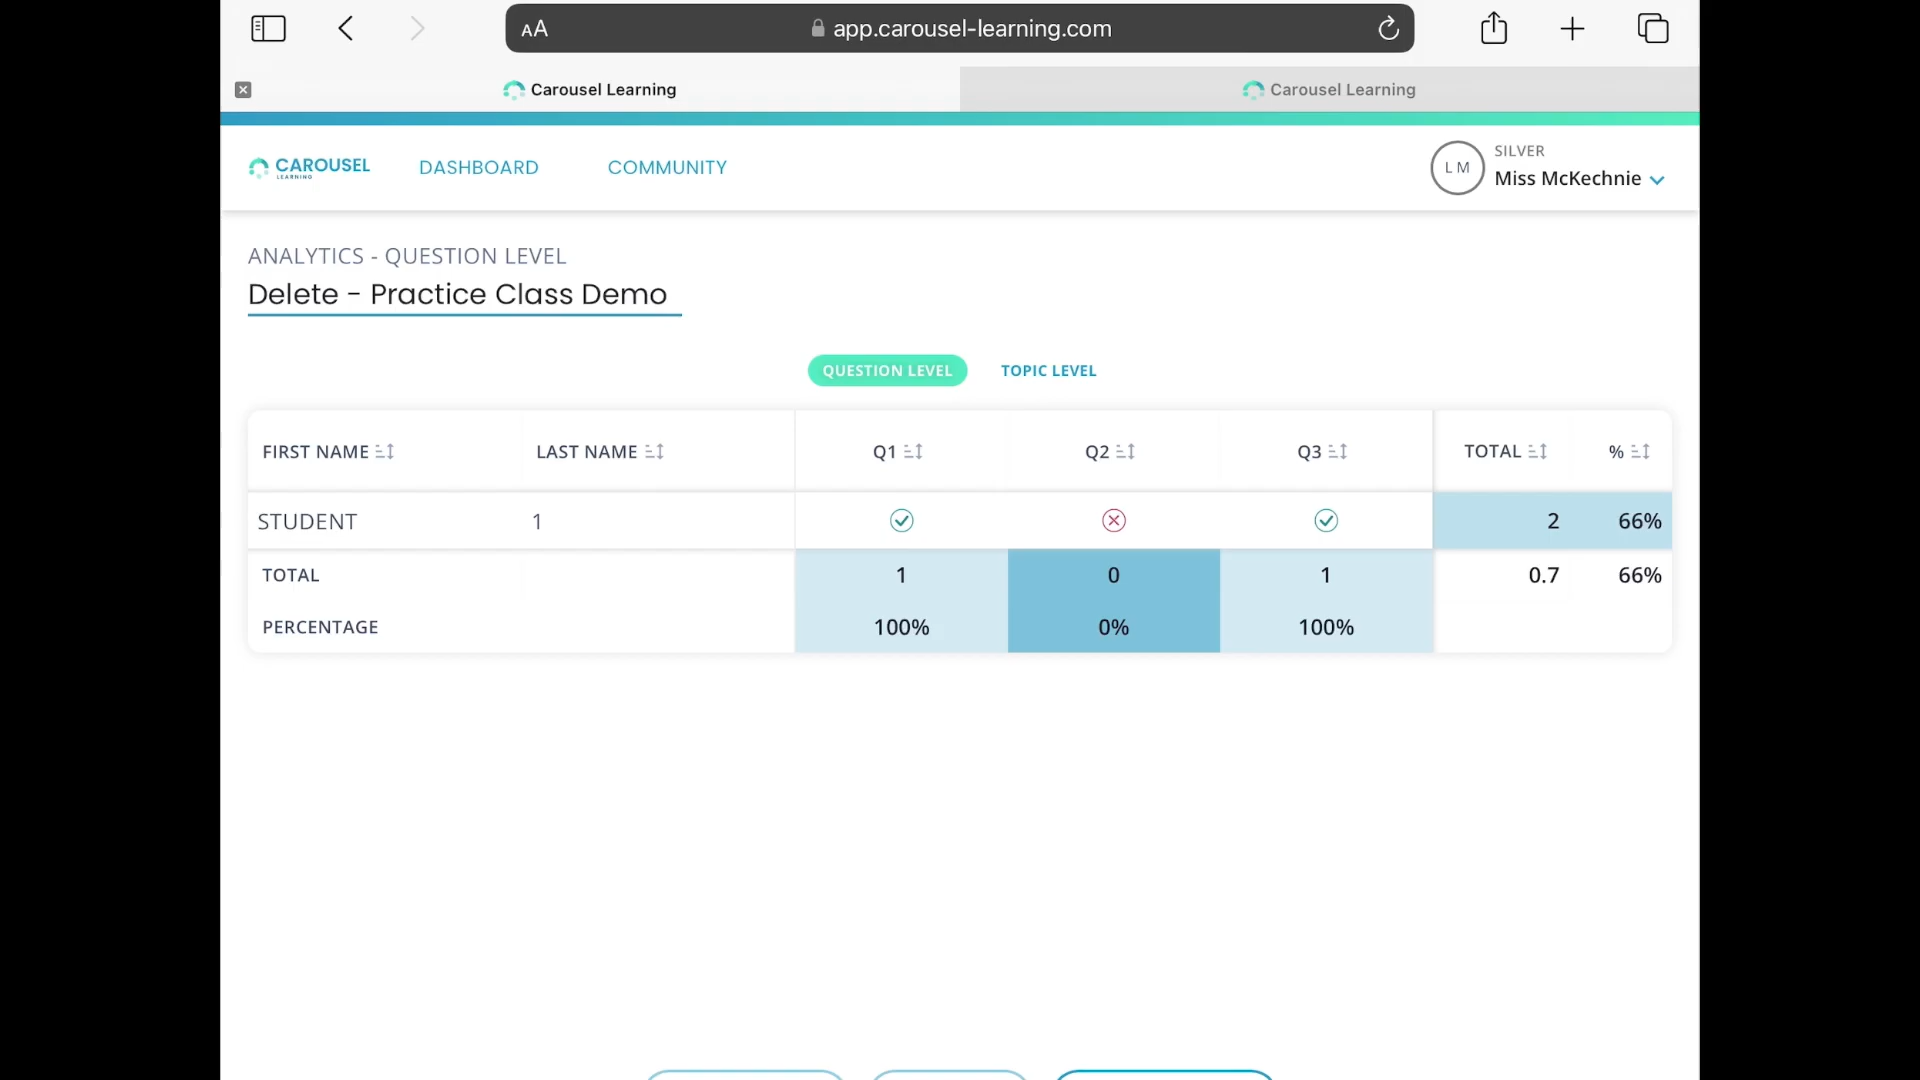 AA app.carousel-learning.com
Carousel Learning Carousel Learning
CAROUSEL LEARNING DASHBOARD COMMUNITY L M SILVER Miss McKechnie
ANALYTICS - QUESTION LEVEL
Delete - Practice Class Demo
QUESTION LEVEL TOPIC LEVEL
FIRST NAME LAST NAME Q1 Q2 Q3 TOTAL %
STUDENT 1 2 66%
TOTAL 1 0 1 0.7 66%
PERCENTAGE 100% 0% 100%